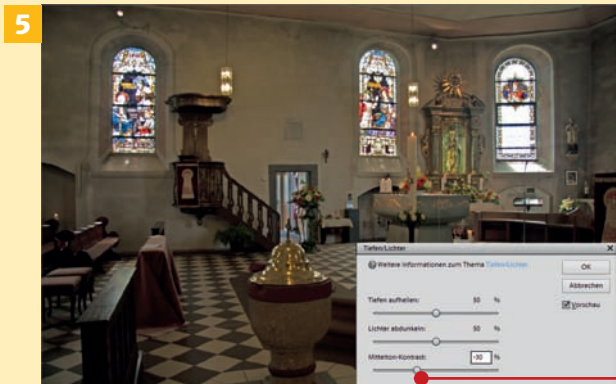 5
Tiefen/Lichter
Weitere Informationen zum Thema Tiefen/Lichter.
OK
Abbrechen
Vorschau
Tiefen aufhellen: 50 %
Lichter abdunkeln: 50 %
Mittelton-Kontrast: -30 %